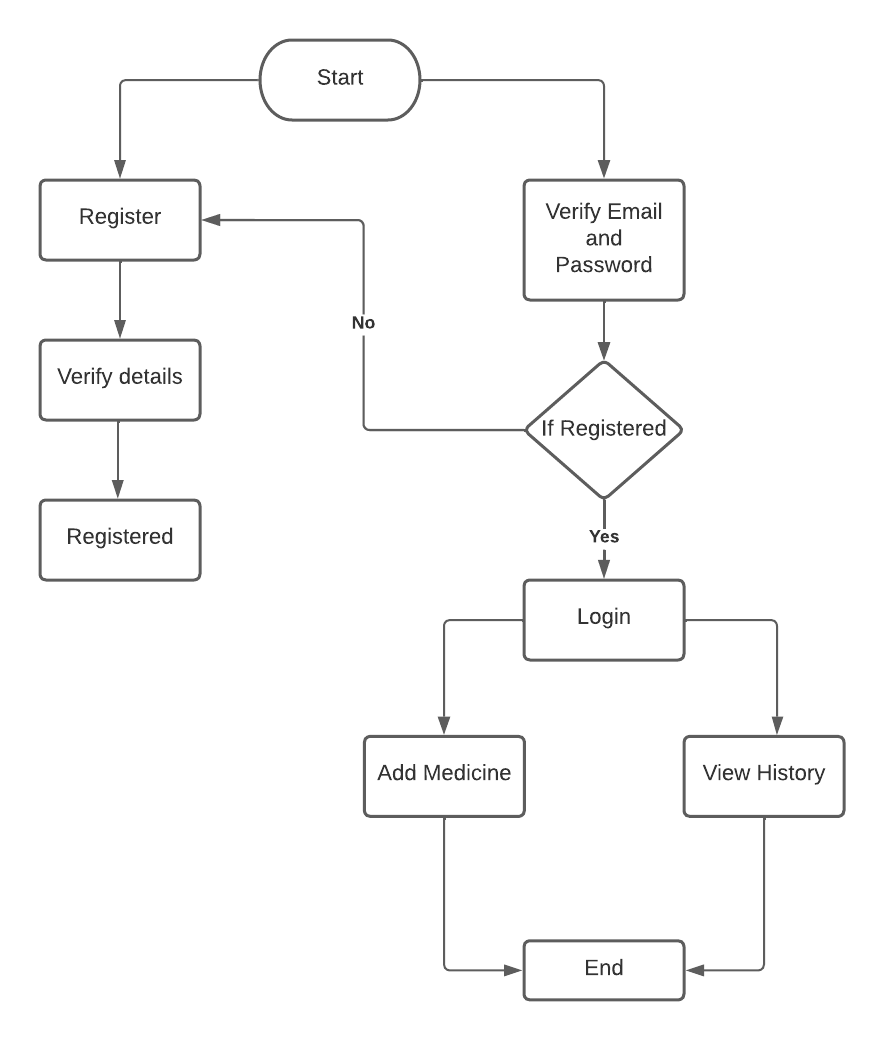 Start
Register
Verify Email
and
Password
No
Verify details
If Registered
Registered
Yes
Login
Add Medicine
View History
End